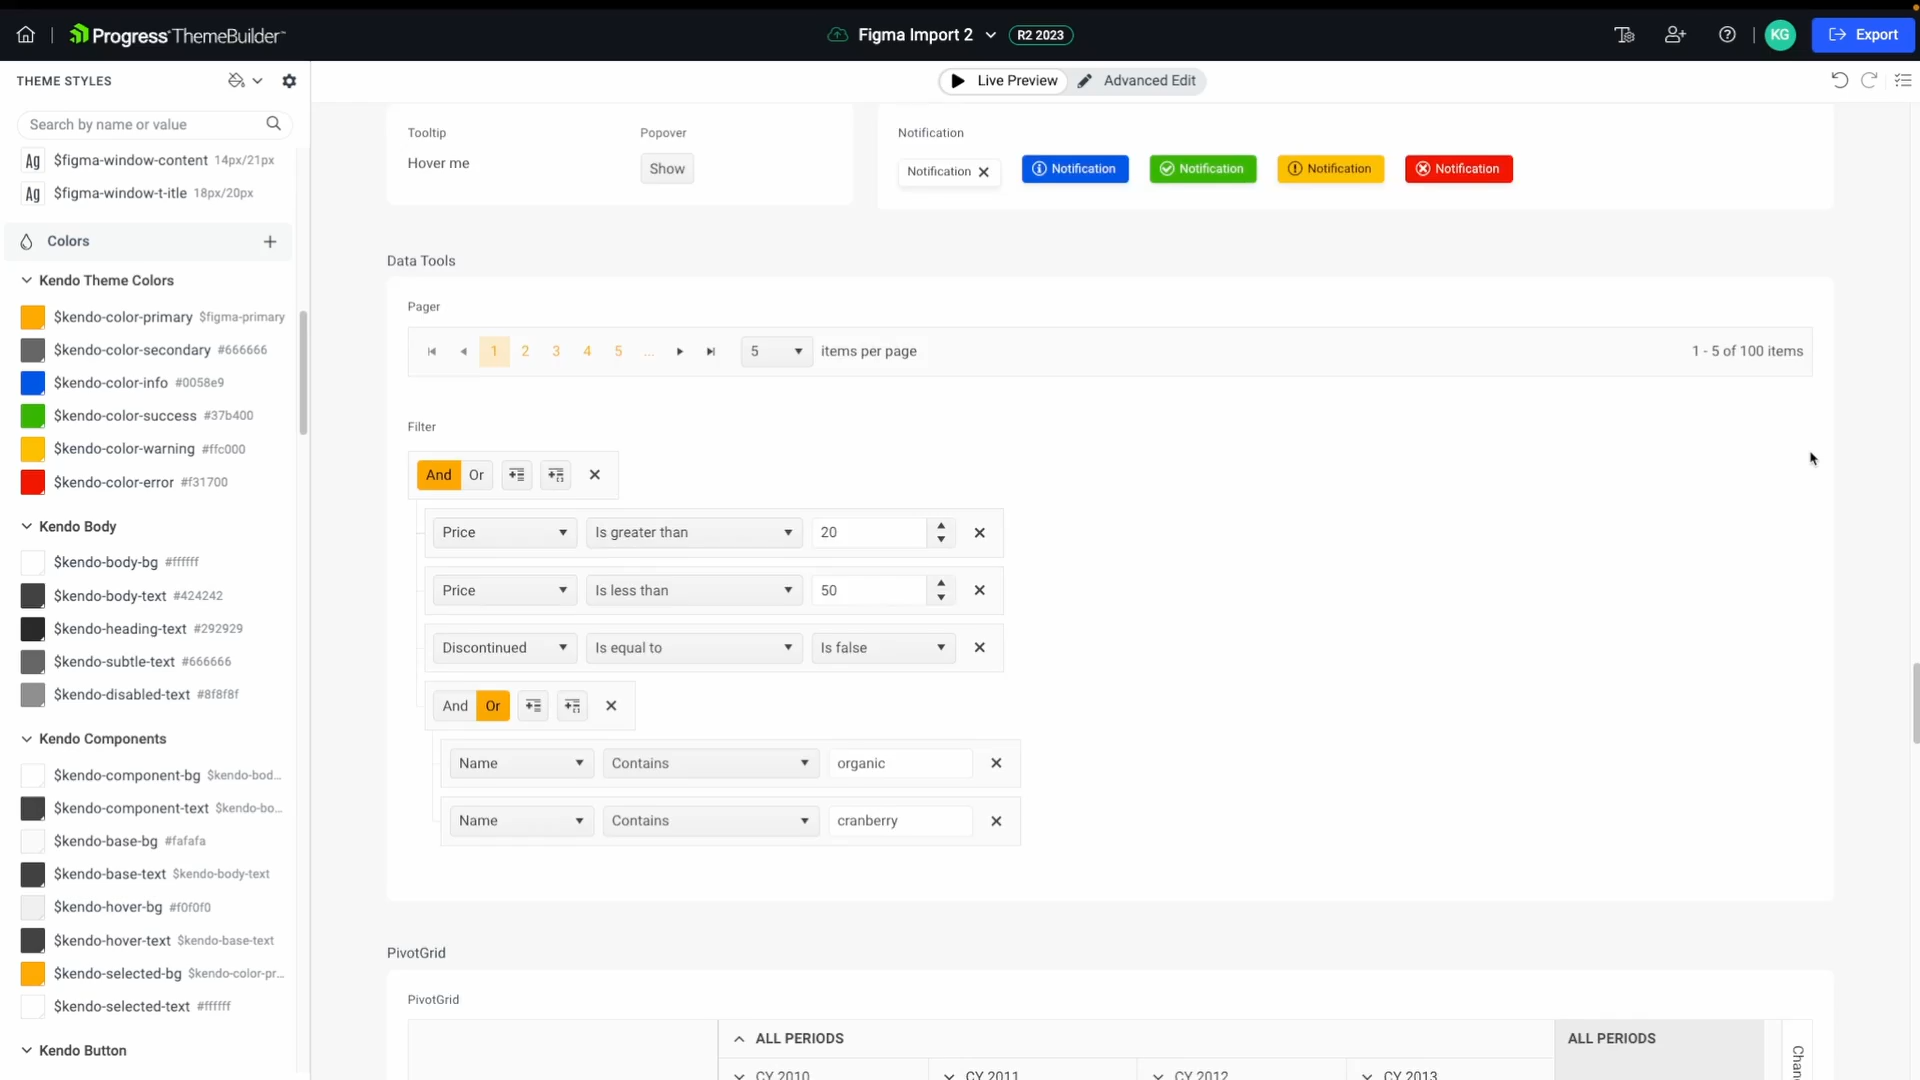 Progress ThemeBuilder
Figma Import 2
R2 2023
KG
Export
THEME STYLES
Live Preview
Advanced Edit
Search by name or value
Ag $figma-window-content 14px/21px
Ag $figma-window-t-itle 18px/20px
Colors
Kendo Theme Colors
$kendo-color-primary $figma-primary
$kendo-color-secondary #666666
$kendo-color-info #0058e9
$kendo-color-success #37b400
$kendo-color-warning #ffc000
$kendo-color-error #f31700
Kendo Body
$kendo-body-bg #ffffff
$kendo-body-text #424242
$kendo-heading-text #292929
$kendo-subtle-text #666666
$kendo-disabled-text #8f8f8f
Kendo Components
$kendo-component-bg $kendo-bod...
$kendo-component-text $kendo-bo...
$kendo-base-bg #fafafa
$kendo-base-text $kendo-body-text
$kendo-hover-bg #f0f0f0
$kendo-hover-text $kendo-base-text
$kendo-selected-bg $kendo-color-pr...
$kendo-selected-text #ffffff
Kendo Button
Tooltip
Hover me
Popover
Show
Notification
Notification
Notification
Notification
Notification
Notification
Data Tools
Pager
1 2 3 4 5 ... 5 items per page 1 - 5 of 100 items
Filter
And Or
Price Is greater than 20
Price Is less than 50
Discontinued Is equal to Is false
And Or
Name Contains organic
Name Contains cranberry
PivotGrid
PivotGrid
ALL PERIODS ALL PERIODS
CY 2010 CY 2011 CY 2012 CY 2013